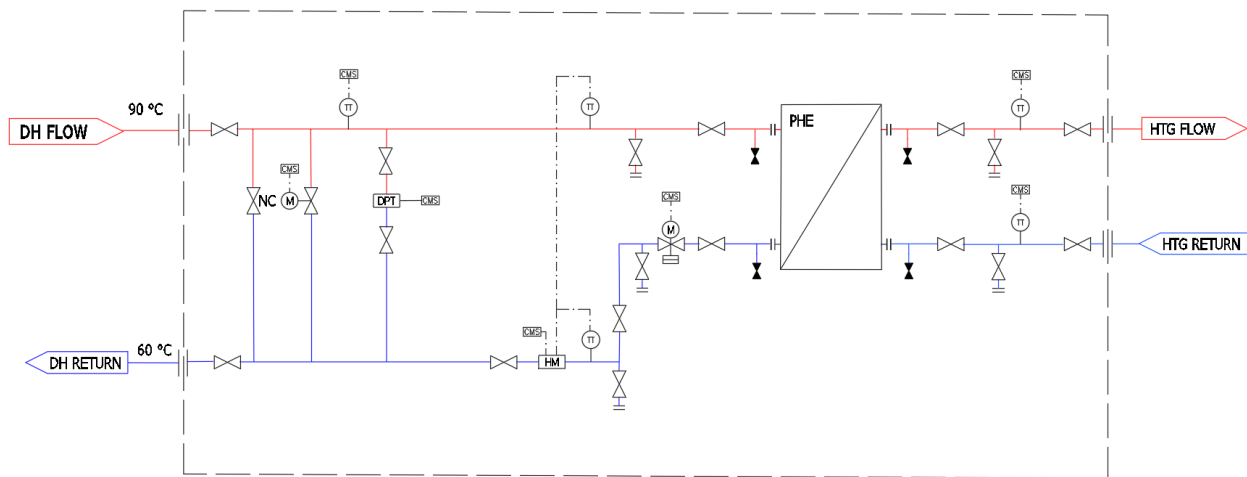 CMS
CMS
90 °C
TT
TT
TT
DH FLOW
PHE
HTG FLOW
CMS
CMS
CMS
NC
M
DPT
CMS
TT
M
HTG RETURN
CMS
TT
60 °C
DH RETURN
HM